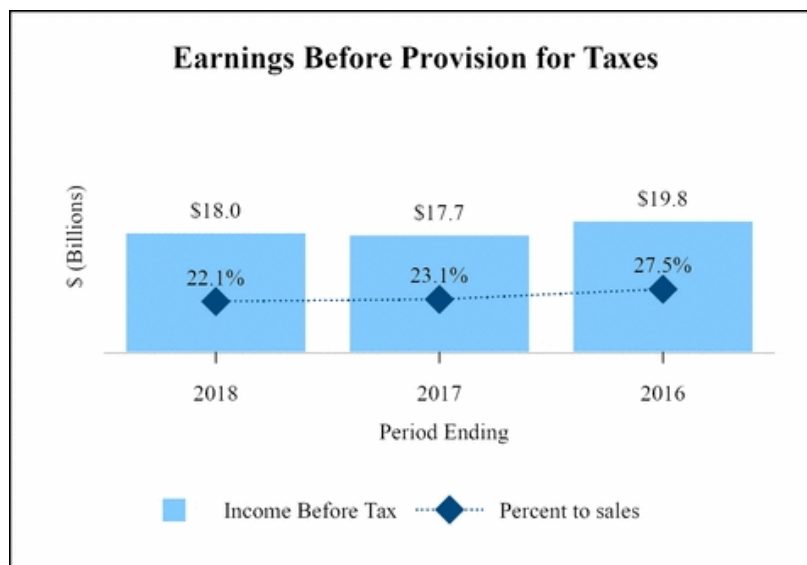 Earnings Before Provision for Taxes
$ (Billions)
$18.0
$17.7
$19.8
22.1%
23.1%
27.5%
2018
2017
2016
Period Ending
Income Before Tax
Percent to sales